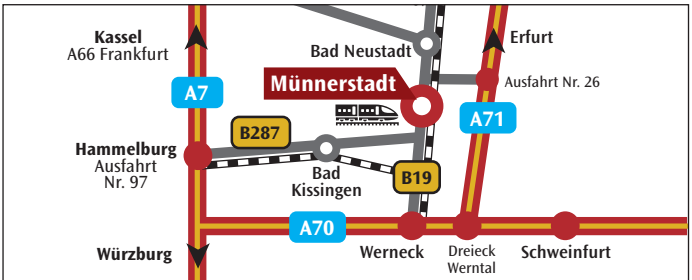 Kassel
A66 Frankfurt
Bad Neustadt
Erfurt
Münnerstadt
Ausfahrt Nr. 26
A7
A71
B287
Hammelburg
Ausfahrt
Nr. 97
Bad
Kissingen
B19
A70
Würzburg
Werneck
Dreieck
Werntal
Schweinfurt